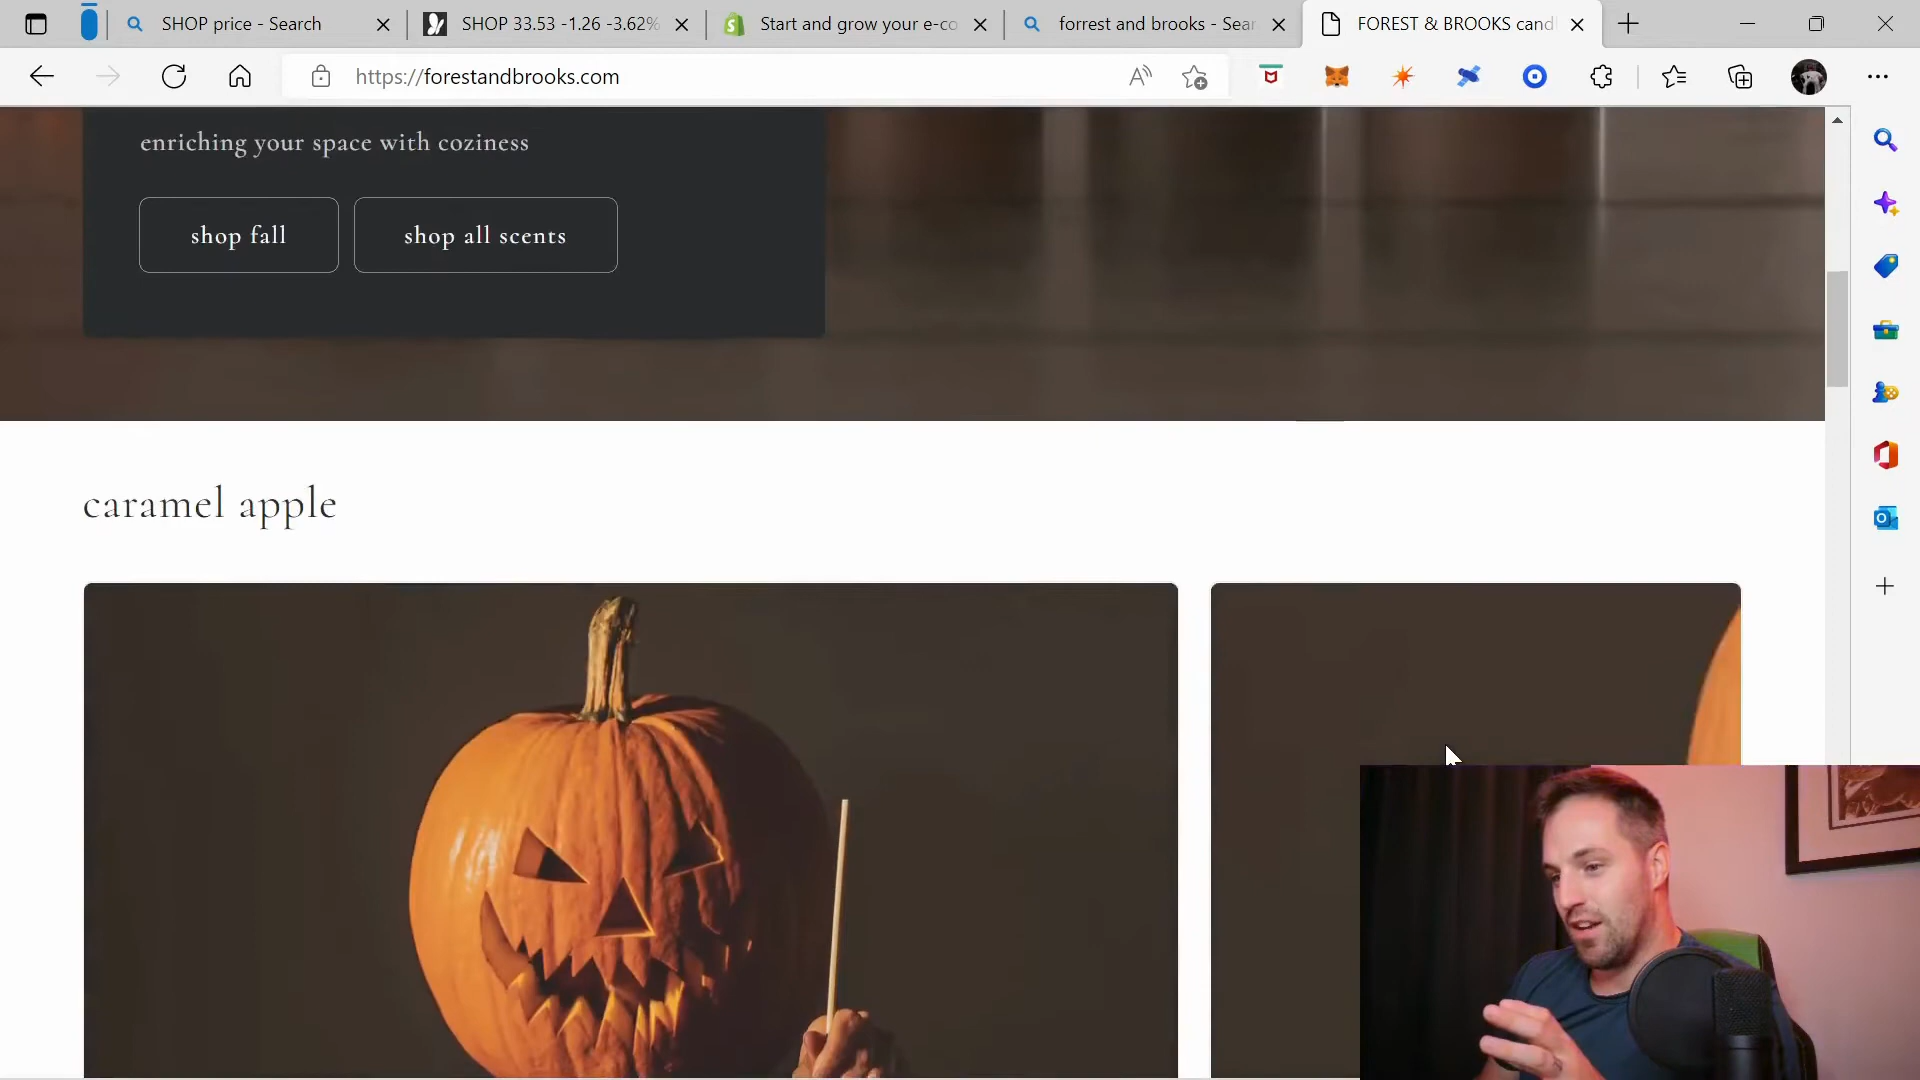 SHOP price - Search
SHOP 33.53 -1.26 -3.62%
Start and grow your e-co
forrest and brooks - Sear
FOREST & BROOKS cand
https://forestandbrooks.com
enriching your space with coziness
shop fall
shop all scents
caramel apple